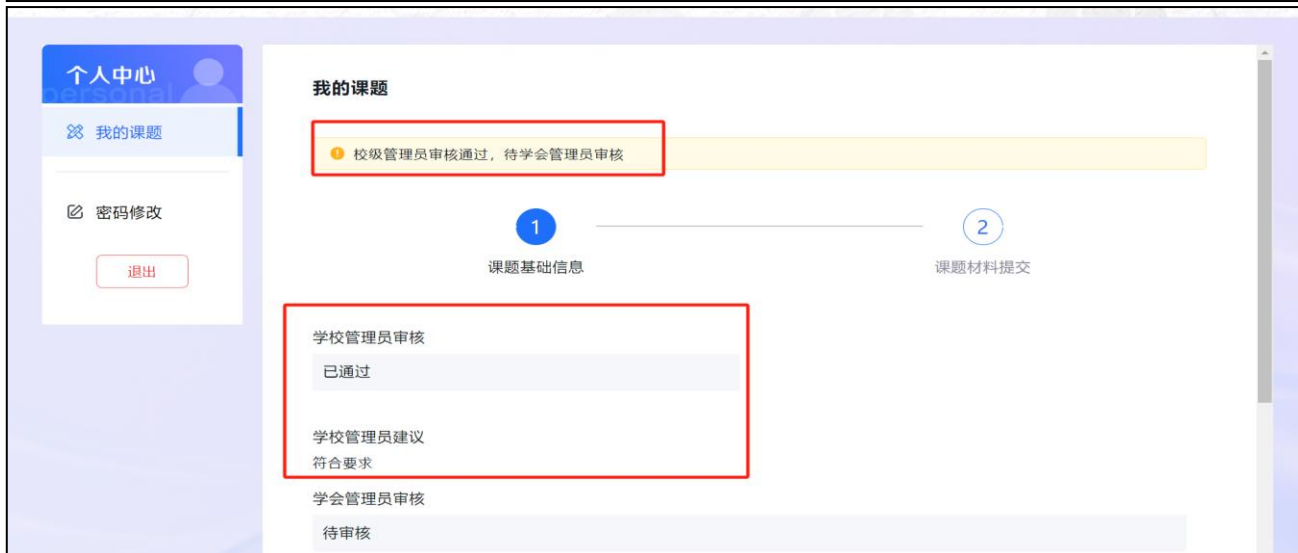 个人中心
personal
我的课题
密码修改
退出
我的课题
校级管理员审核通过，待学会管理员审核
1
2
课题基础信息
课题材料提交
学校管理员审核
已通过
学校管理员建议
符合要求
学会管理员审核
待审核